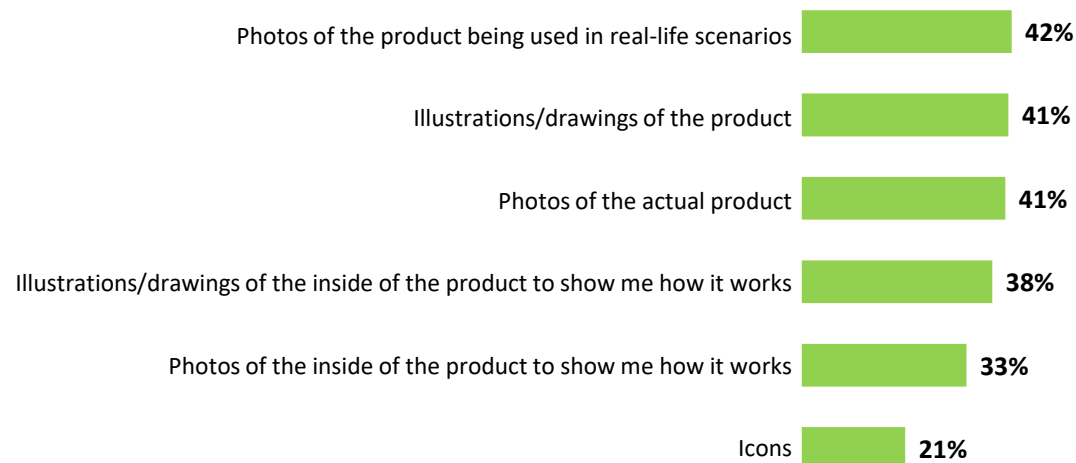 Photos of the product being used in real-life scenarios 42%
Illustrations/drawings of the product 41%
Photos of the actual product 41%
Illustrations/drawings of the inside of the product to show me how it works 38%
Photos of the inside of the product to show me how it works 33%
Icons 21%